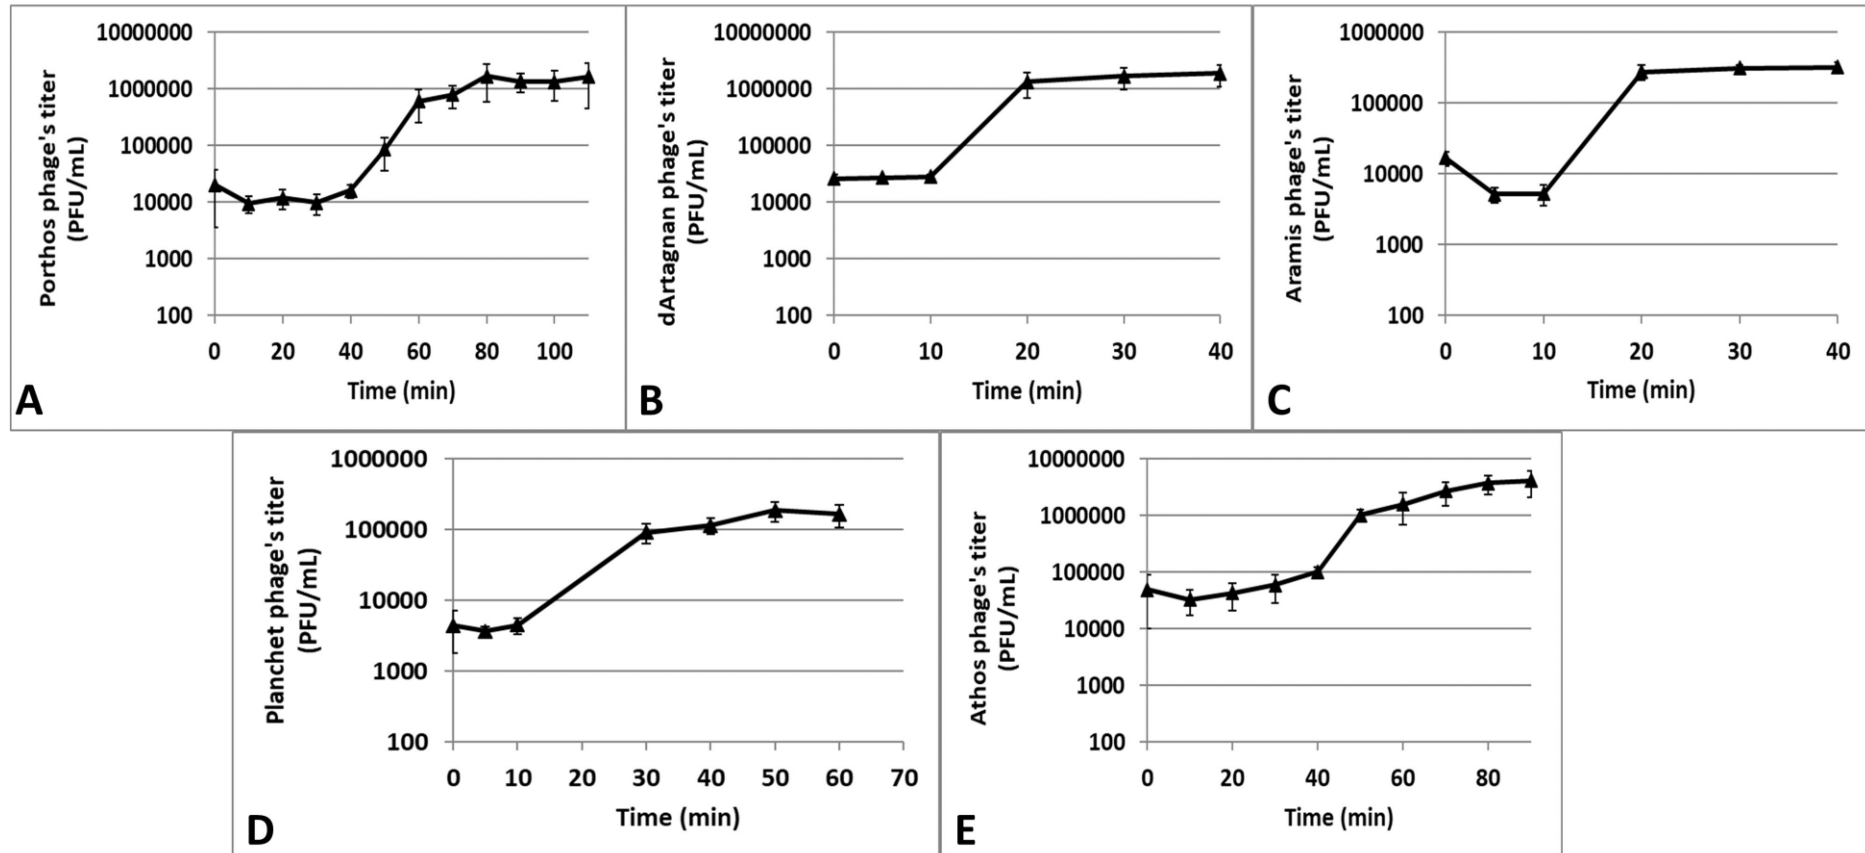 Porthos phage's titer
(PFU/mL)
10000000
1000000
100000
10000
1000
100
0 20 40 60 80 100
Time (min)
A
dArtagnan phage's titer
(PFU/mL)
10000000
1000000
100000
10000
1000
100
0 10 20 30 40
Time (min)
B
Aramis phage's titer
(PFU/mL)
1000000
100000
10000
1000
100
0 10 20 30 40
Time (min)
C
Planchet phage's titer
(PFU/mL)
1000000
100000
10000
1000
100
0 10 20 30 40 50 60 70
Time (min)
D
Athos phage's titer
(PFU/mL)
10000000
1000000
100000
10000
1000
100
0 20 40 60 80
Time (min)
E